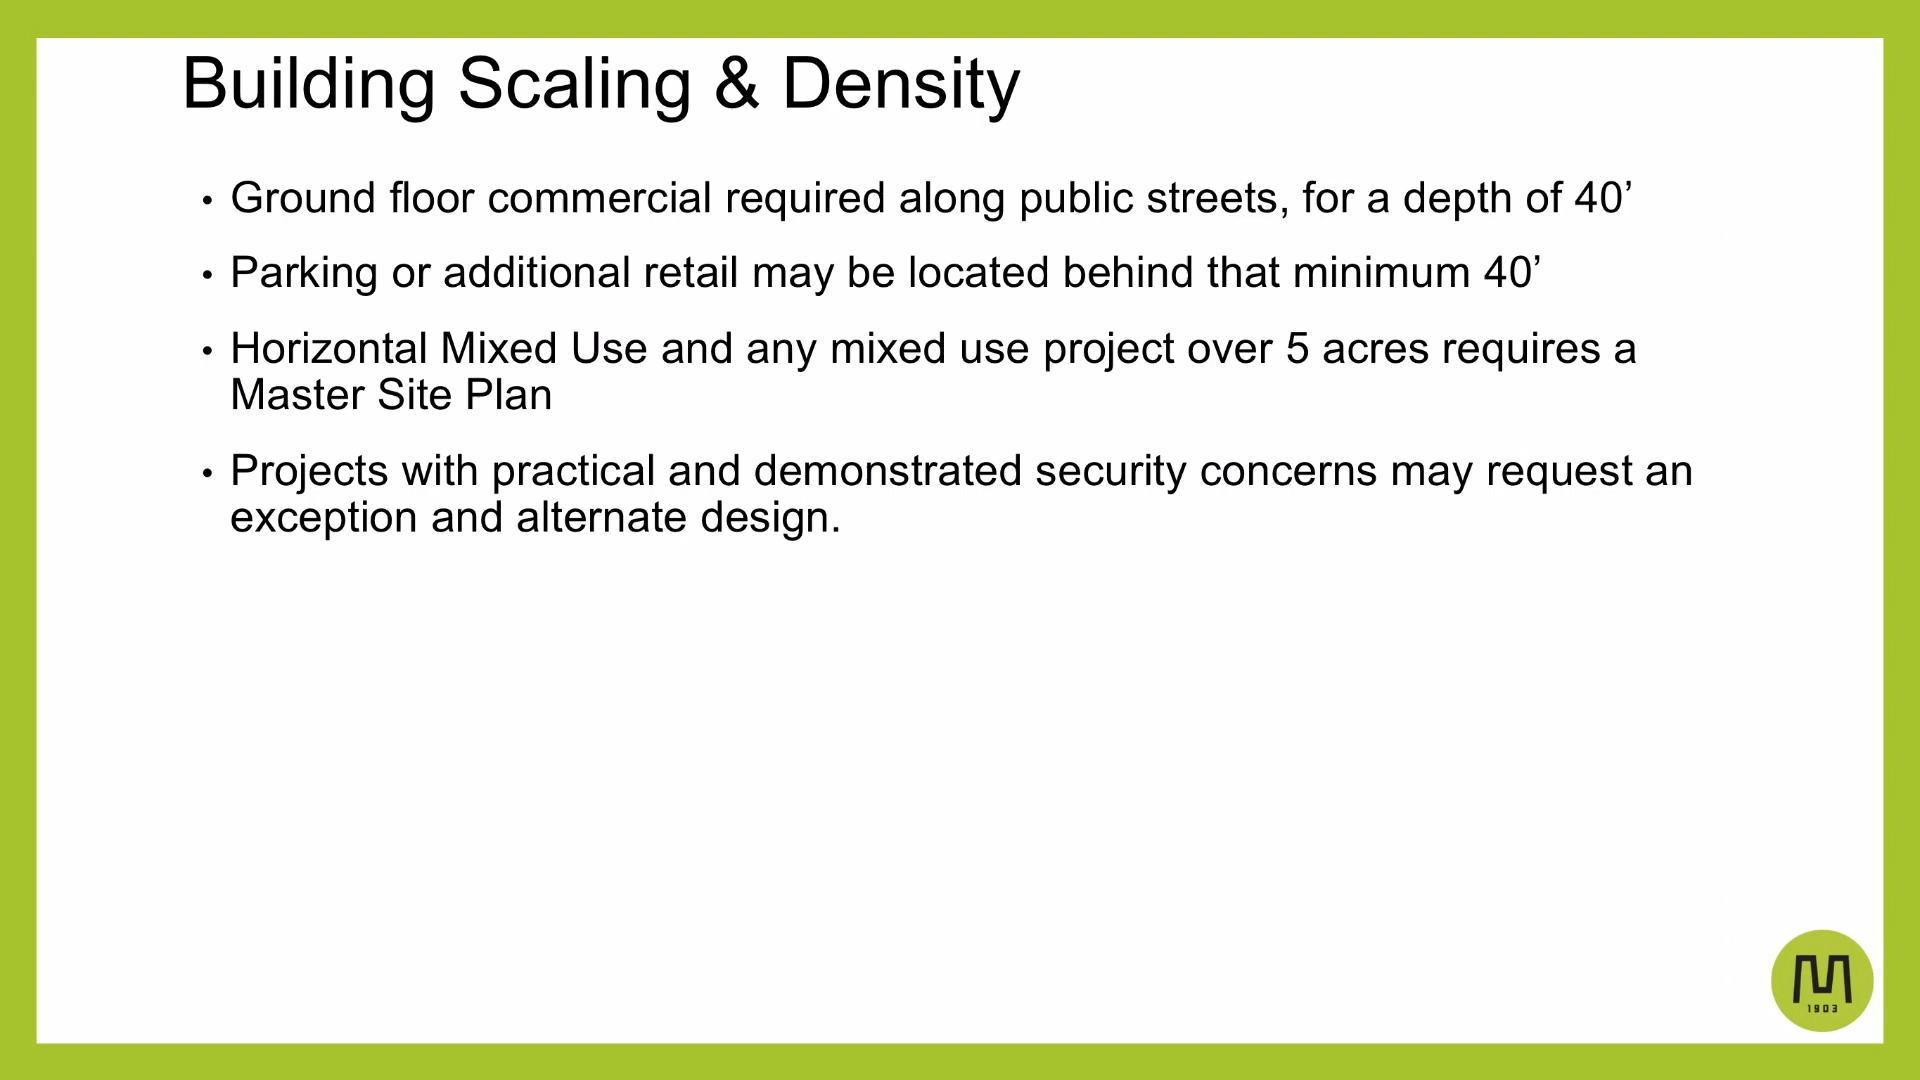 Building Scaling & Density
• Ground floor commercial required along public streets, for a depth of 40’
• Parking or additional retail may be located behind that minimum 40’
• Horizontal Mixed Use and any mixed use project over 5 acres requires a
Master Site Plan
• Projects with practical and demonstrated security concerns may request an
exception and alternate design.
M
1903